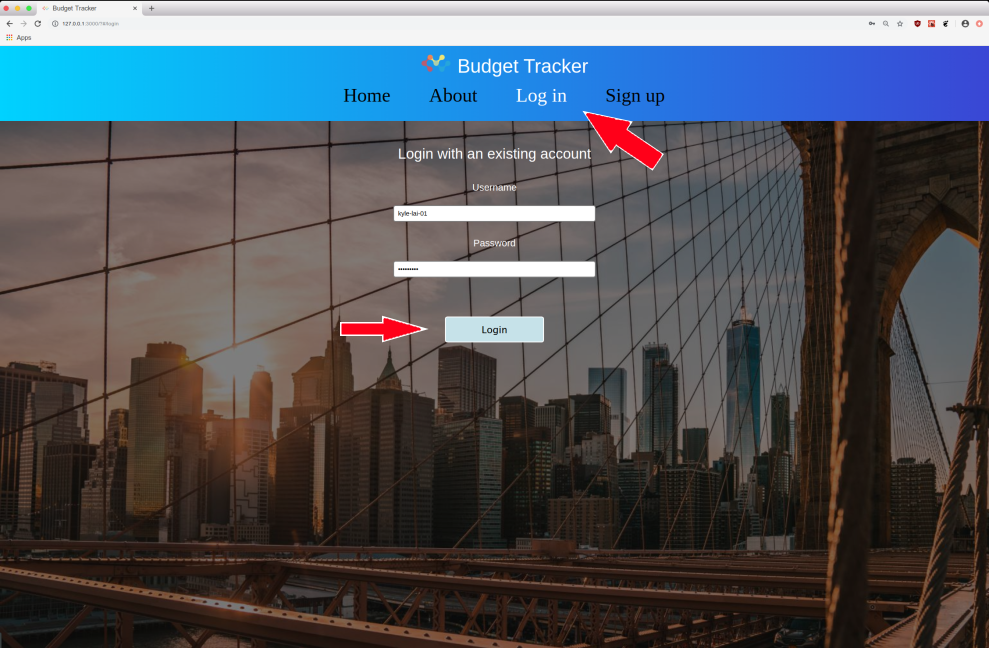 Budget Tracker
127.0.0.1:3000/?#login
Apps
Budget Tracker
Home About Log in Sign up
Login with an existing account
Username
kyle-lai-01
Password
•••••••••
Login